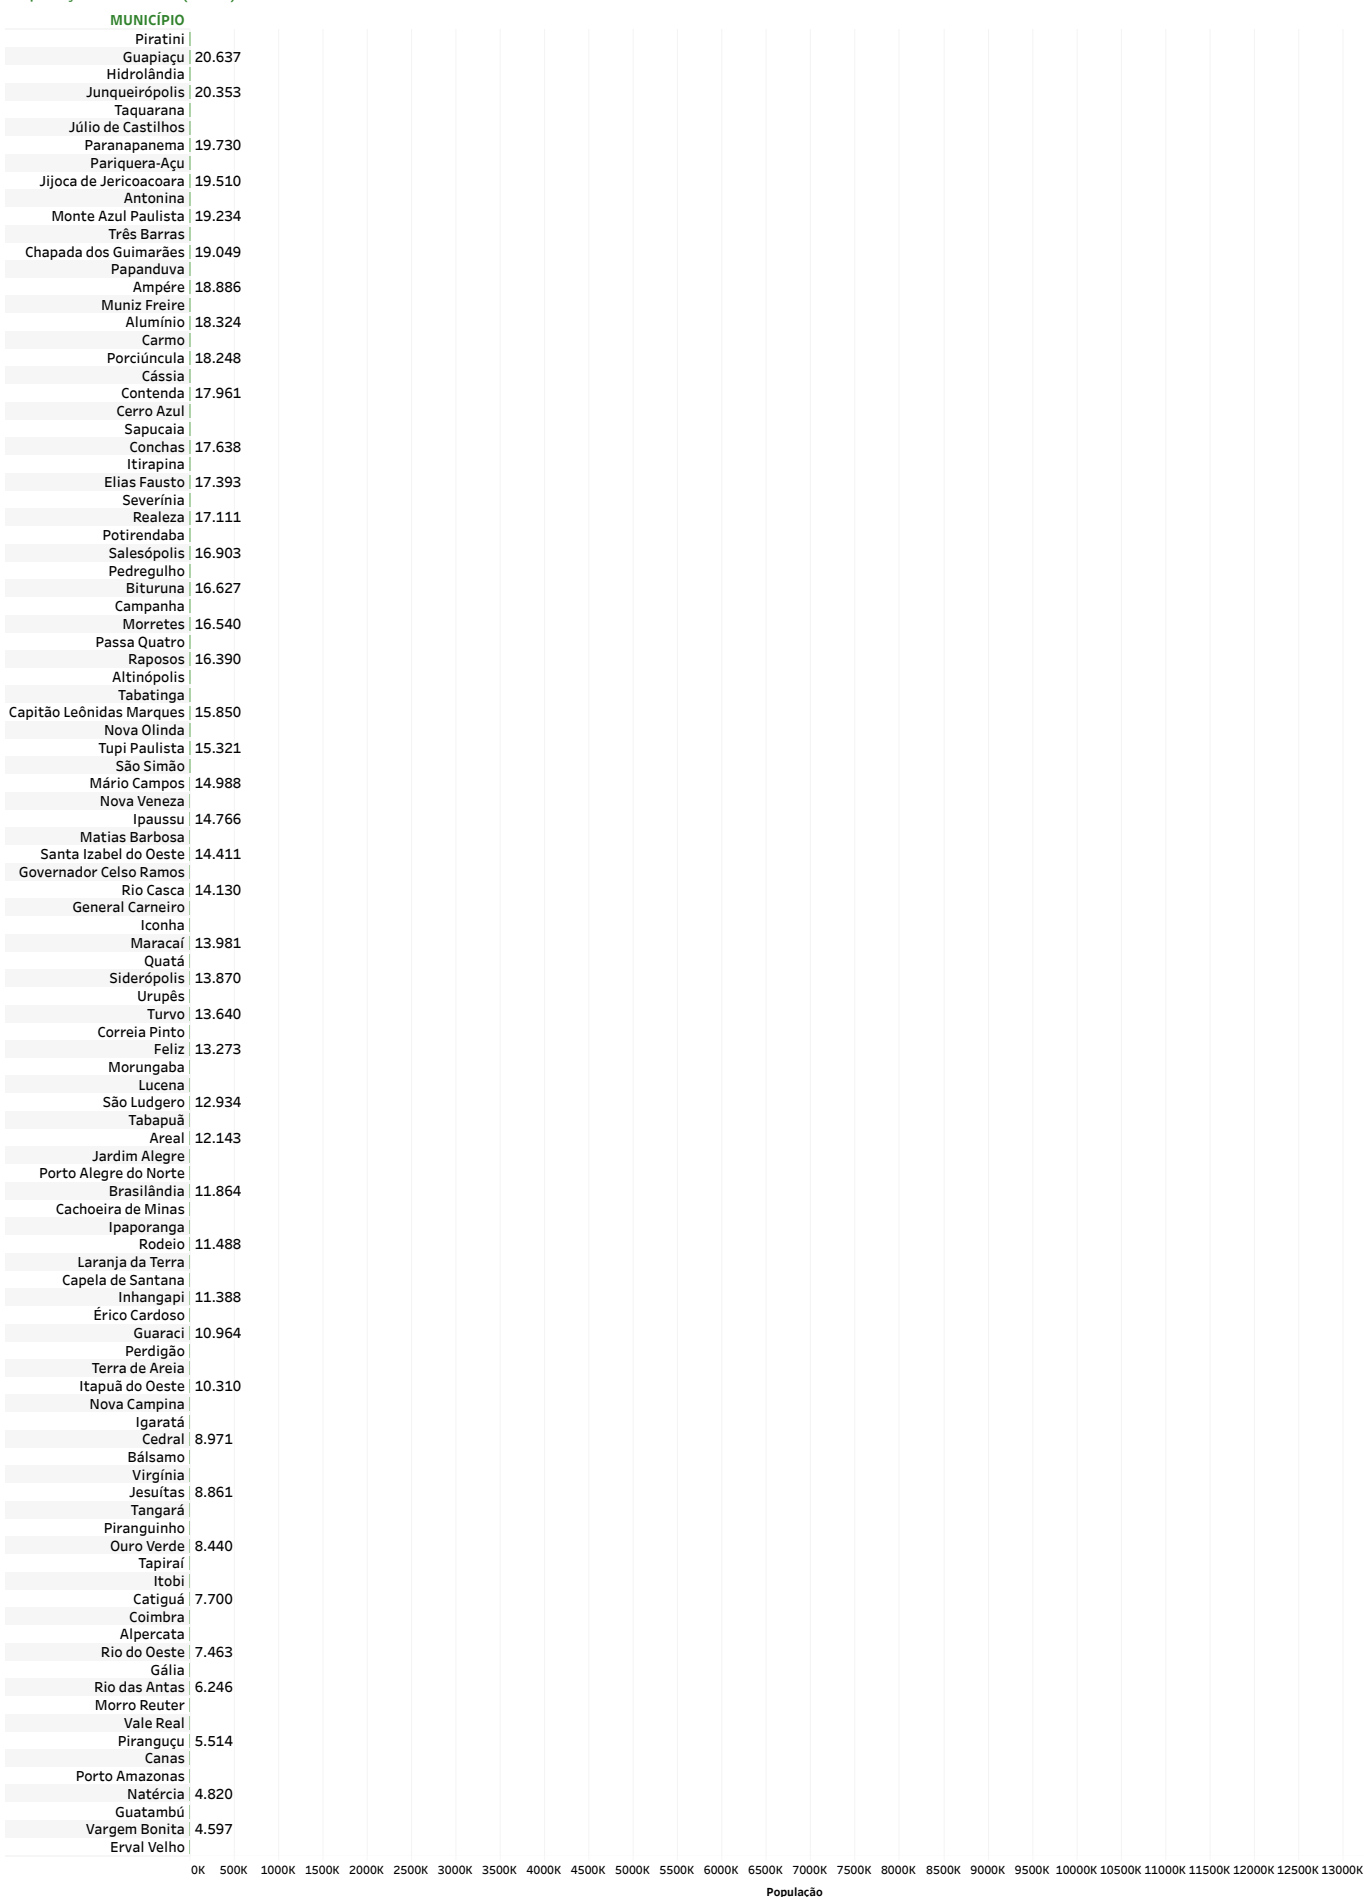 MUNICÍPIO
Piratini
Guapiaçu 20.637
Hidrolândia
Junqueirópolis 20.353
Taquarana
Júlio de Castilhos
Paranapanema 19.730
Pariquera-Açu
Jijoca de Jericoacoara 19.510
Antonina
Monte Azul Paulista 19.234
Três Barras
Chapada dos Guimarães 19.049
Papanduva
Ampére 18.886
Muniz Freire
Alumínio 18.324
Carmo
Porciúncula 18.248
Cássia
Contenda 17.961
Cerro Azul
Sapucaia
Conchas 17.638
Itirapina
Elias Fausto 17.393
Severínia
Realeza 17.111
Potirendaba
Salesópolis 16.903
Pedregulho
Bituruna 16.627
Campanha
Morretes 16.540
Passa Quatro
Raposos 16.390
Altinópolis
Tabatinga
Capitão Leônidas Marques 15.850
Nova Olinda
Tupi Paulista 15.321
São Simão
Mário Campos 14.988
Nova Veneza
Ipaussu 14.766
Matias Barbosa
Santa Izabel do Oeste 14.411
Governador Celso Ramos
Rio Casca 14.130
General Carneiro
Iconha
Maracaí 13.981
Quatá
Siderópolis 13.870
Urupês
Turvo 13.640
Correia Pinto
Feliz 13.273
Morungaba
Lucena
São Ludgero 12.934
Tabapuã
Areal 12.143
Jardim Alegre
Porto Alegre do Norte
Brasilândia 11.864
Cachoeira de Minas
Ipaporanga
Rodeio 11.488
Laranja da Terra
Capela de Santana
Inhangapi 11.388
Érico Cardoso
Guaraci 10.964
Perdigão
Terra de Areia
Itapuã do Oeste 10.310
Nova Campina
Igaratá
Cedral 8.971
Bálsamo
Virgínia
Jesuítas 8.861
Tangará
Piranguinho
Ouro Verde 8.440
Tapiraí
Itobi
Catiguá 7.700
Coimbra
Alpercata
Rio do Oeste 7.463
Gália
Rio das Antas 6.246
Morro Reuter
Vale Real
Piranguçu 5.514
Canas
Porto Amazonas
Natércia 4.820
Guatambú
Vargem Bonita 4.597
Erval Velho
0K 500K 1000K 1500K 2000K 2500K 3000K 3500K 4000K 4500K 5000K 5500K 6000K 6500K 7000K 7500K 8000K 8500K 9000K 9500K 10000K 10500K 11000K 11500K 12000K 12500K 13000K
População